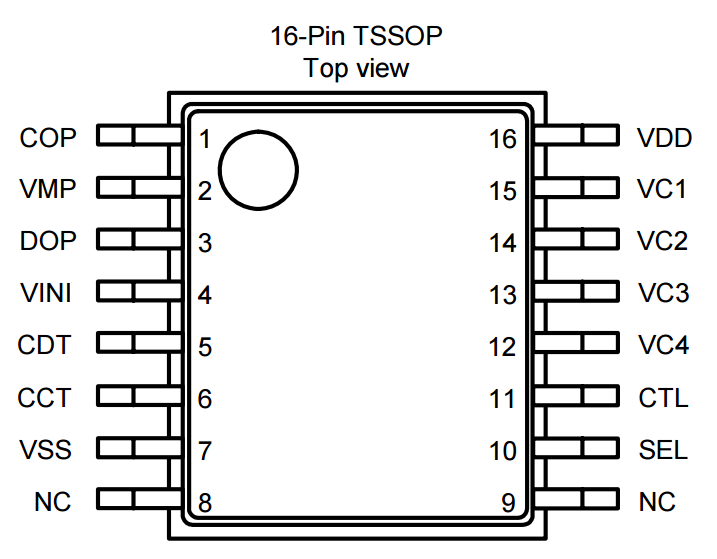 16-Pin TSSOP
Top view
COP 1 16 VDD
VMP 2 15 VC1
DOP 3 14 VC2
VINI 4 13 VC3
CDT 5 12 VC4
CCT 6 11 CTL
VSS 7 10 SEL
NC 8 9 NC